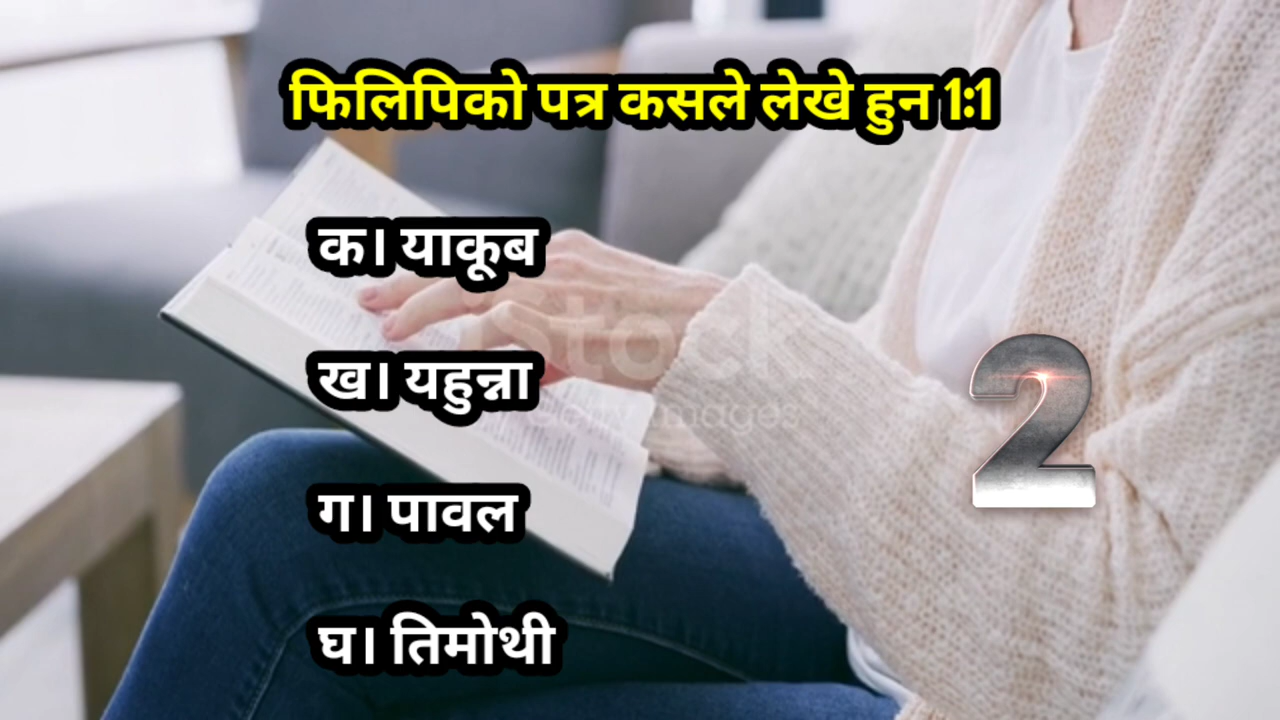 फिलिपिको पत्र कसले लेखे हुन 1:1
क। याकूब
ख। यहुन्ना
2
ग। पावल
घ। तिमोथी